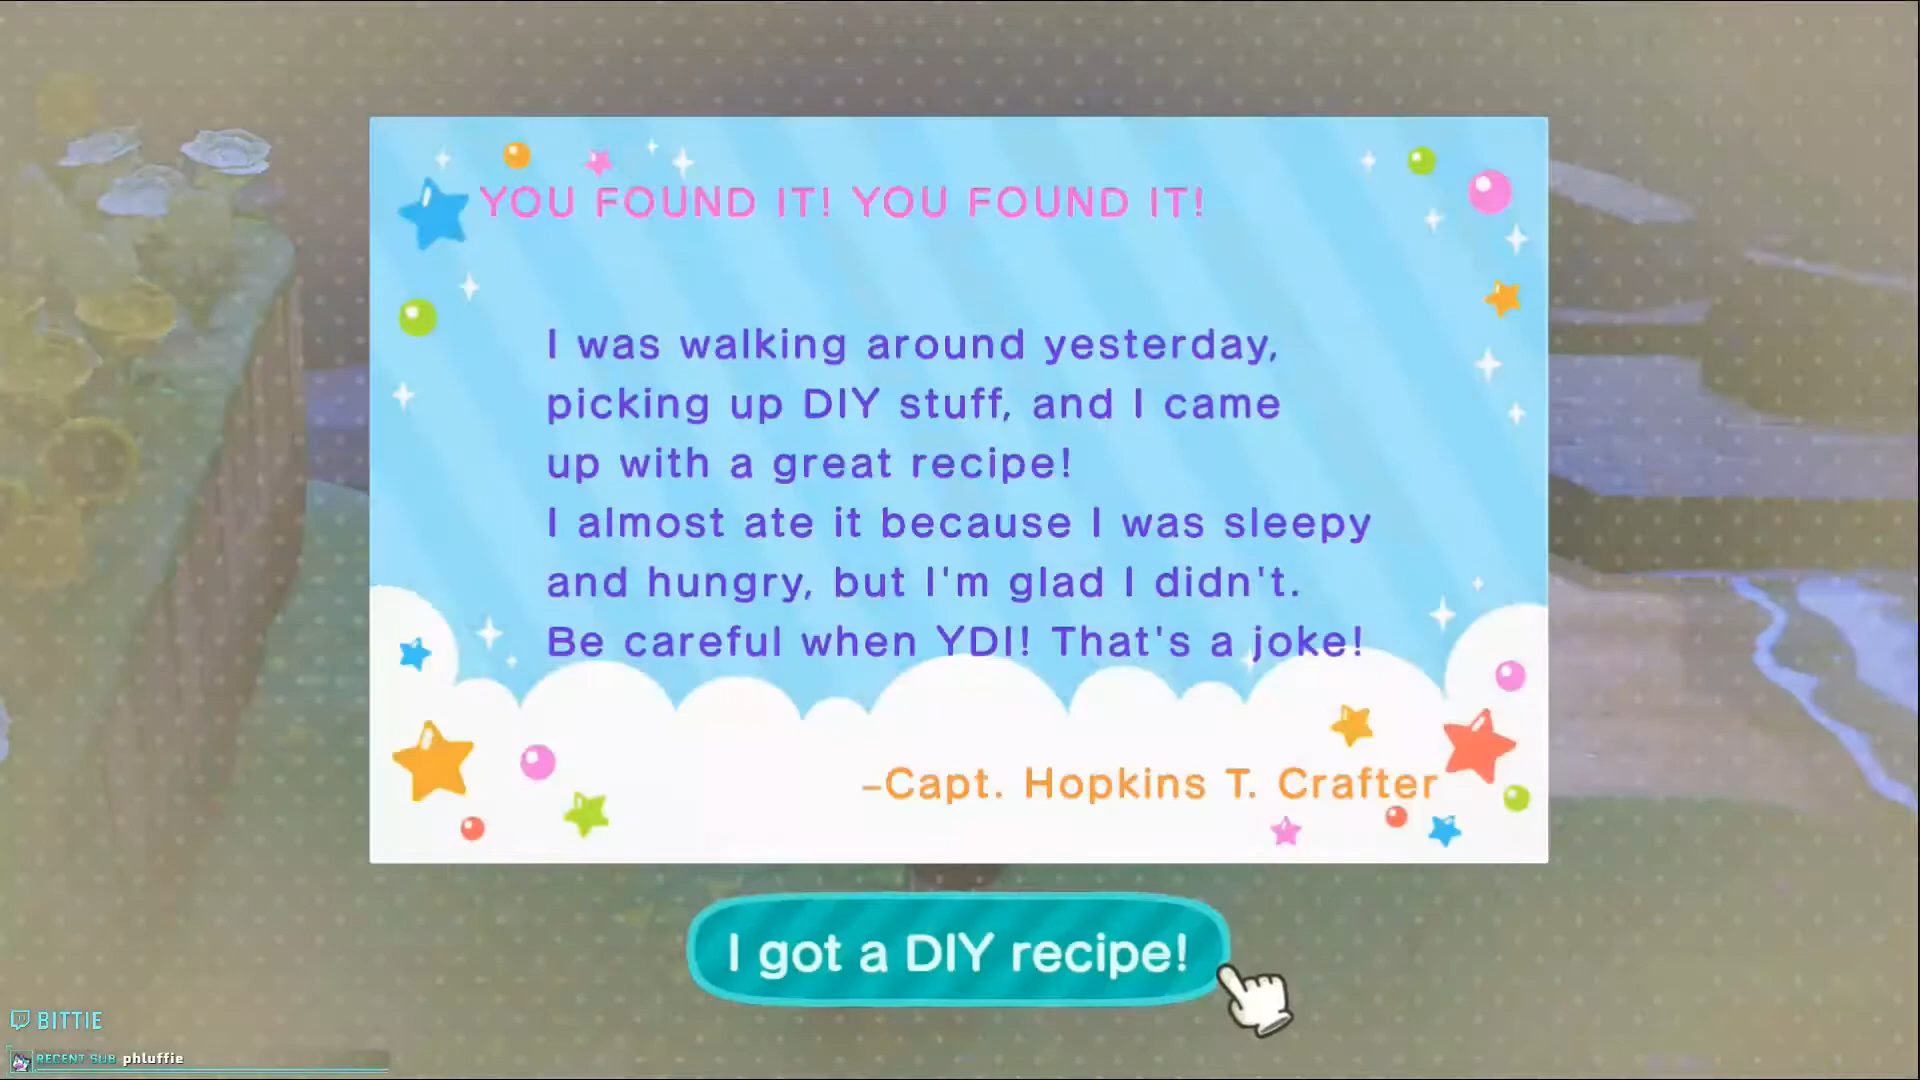 YOU FOUND IT! YOU FOUND IT!
I was walking around yesterday,
picking up DIY stuff, and I came
up with a great recipe!
I almost ate it because I was sleepy
and hungry, but I'm glad I didn't.
Be careful when YDI! That's a joke!
–Capt. Hopkins T. Crafter
I got a DIY recipe!
BITTIE
RECENT SUB phluffie